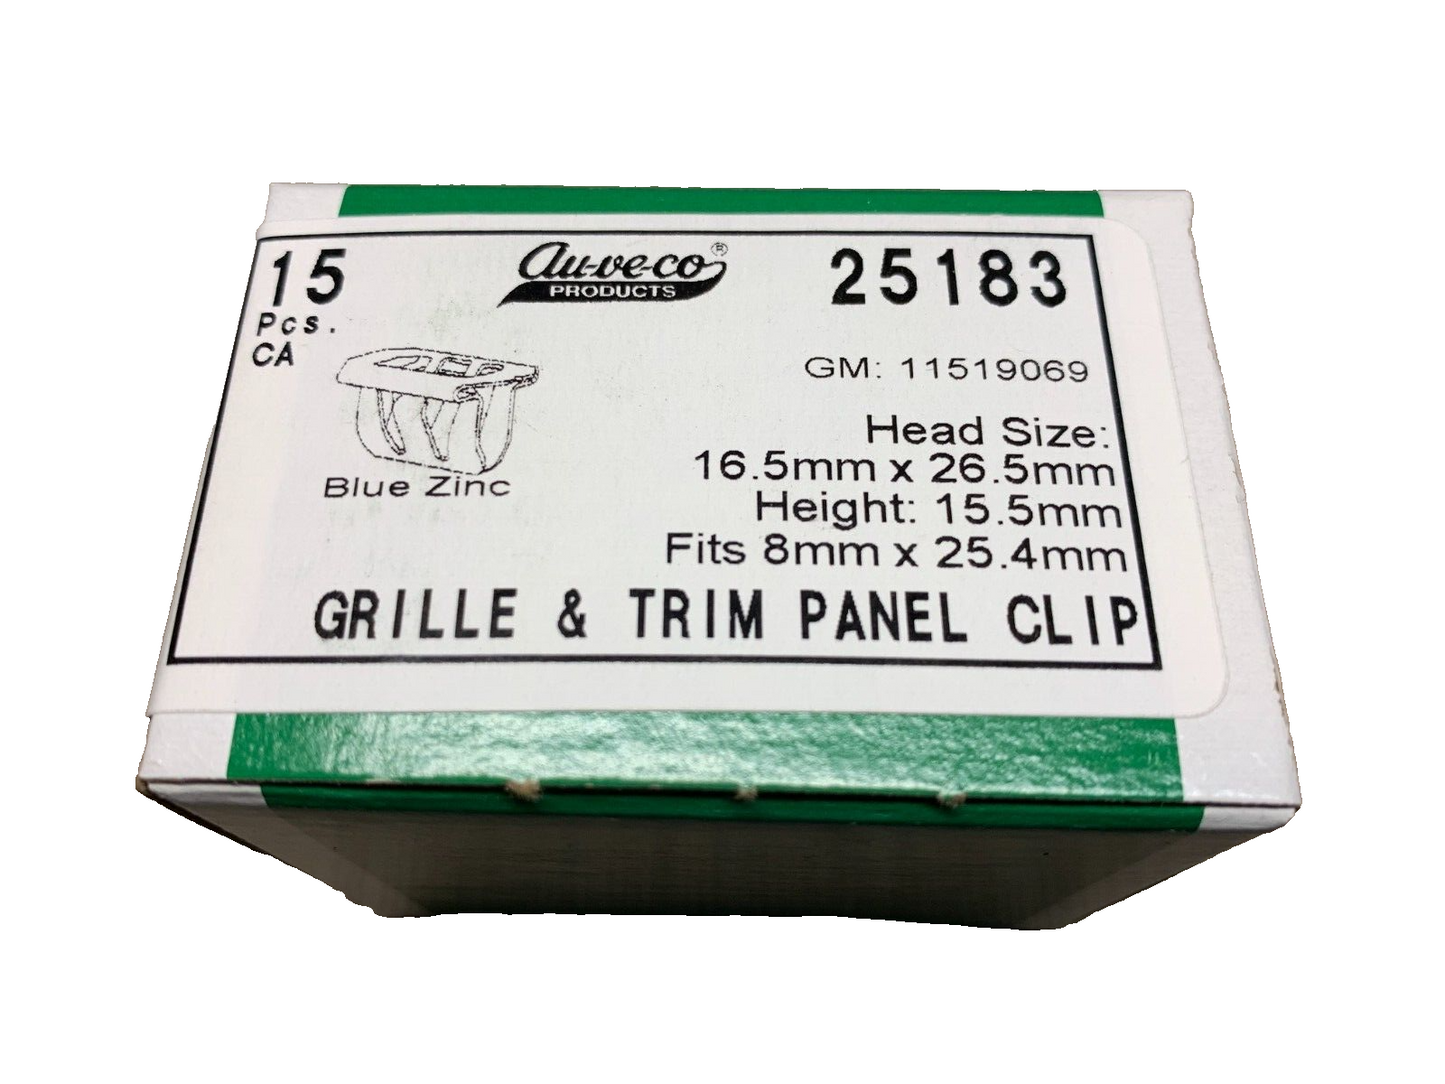 15
Pcs.
CA
Au-ve-co®
PRODUCTS
25183
GM: 11519069
Head Size:
16.5mm x 26.5mm
Height: 15.5mm
Fits 8mm x 25.4mm
Blue Zinc
GRILLE & TRIM PANEL CLIP